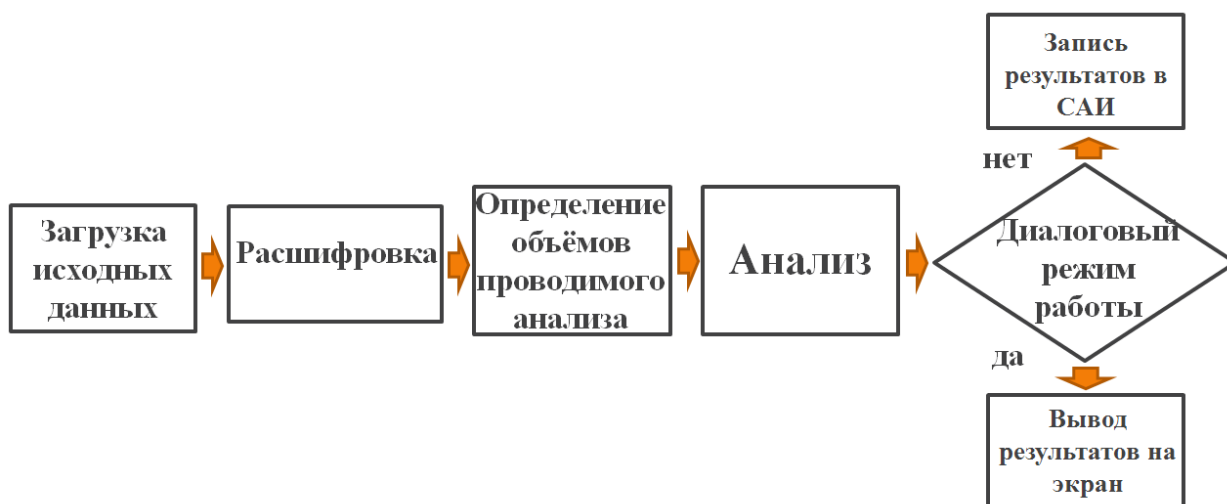 Загрузка
исходных
данных
Расшифровка
Определение
объёмов
проводимого
анализа
Анализ
Диалоговый
режим
работы
нет
Запись
результатов в
САИ
да
Вывод
результатов на
экран